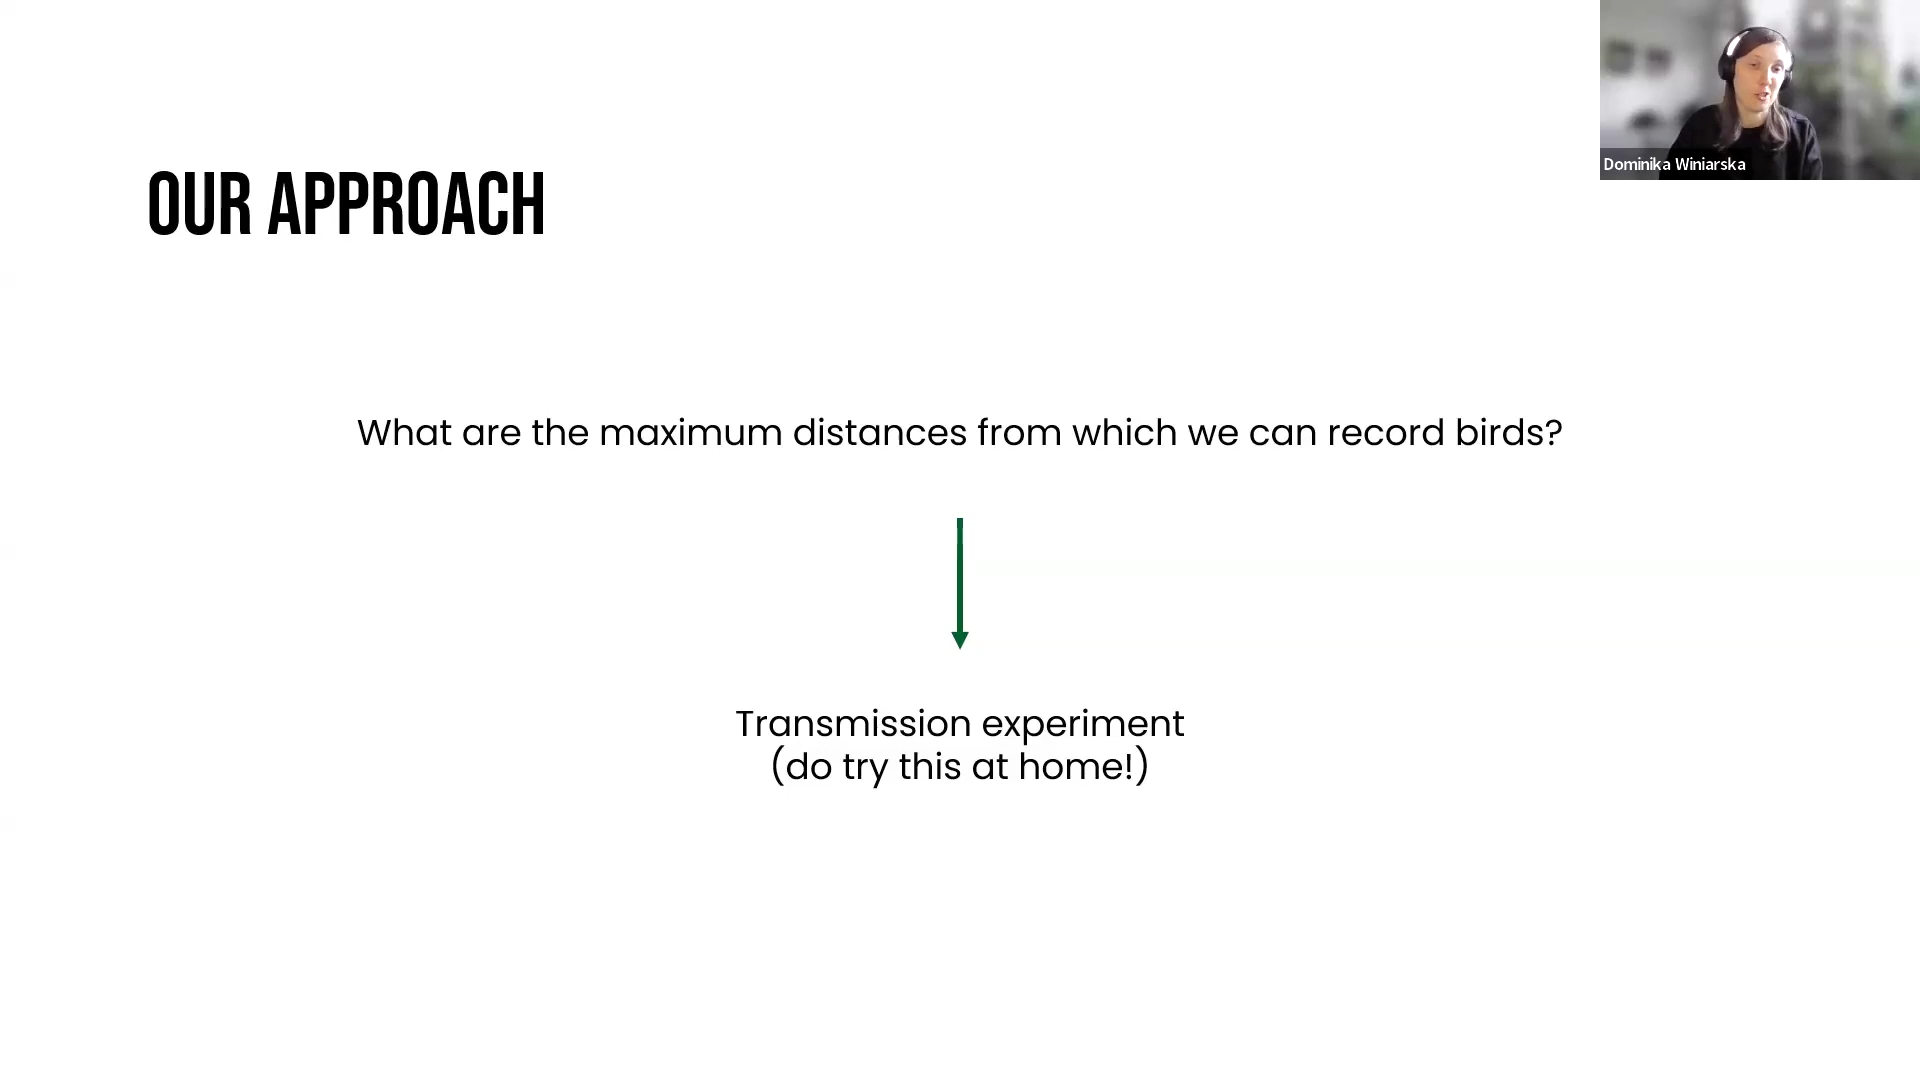 Dominika Winiarska
OUR APPROACH
What are the maximum distances from which we can record birds?
Transmission experiment
(do try this at home!)